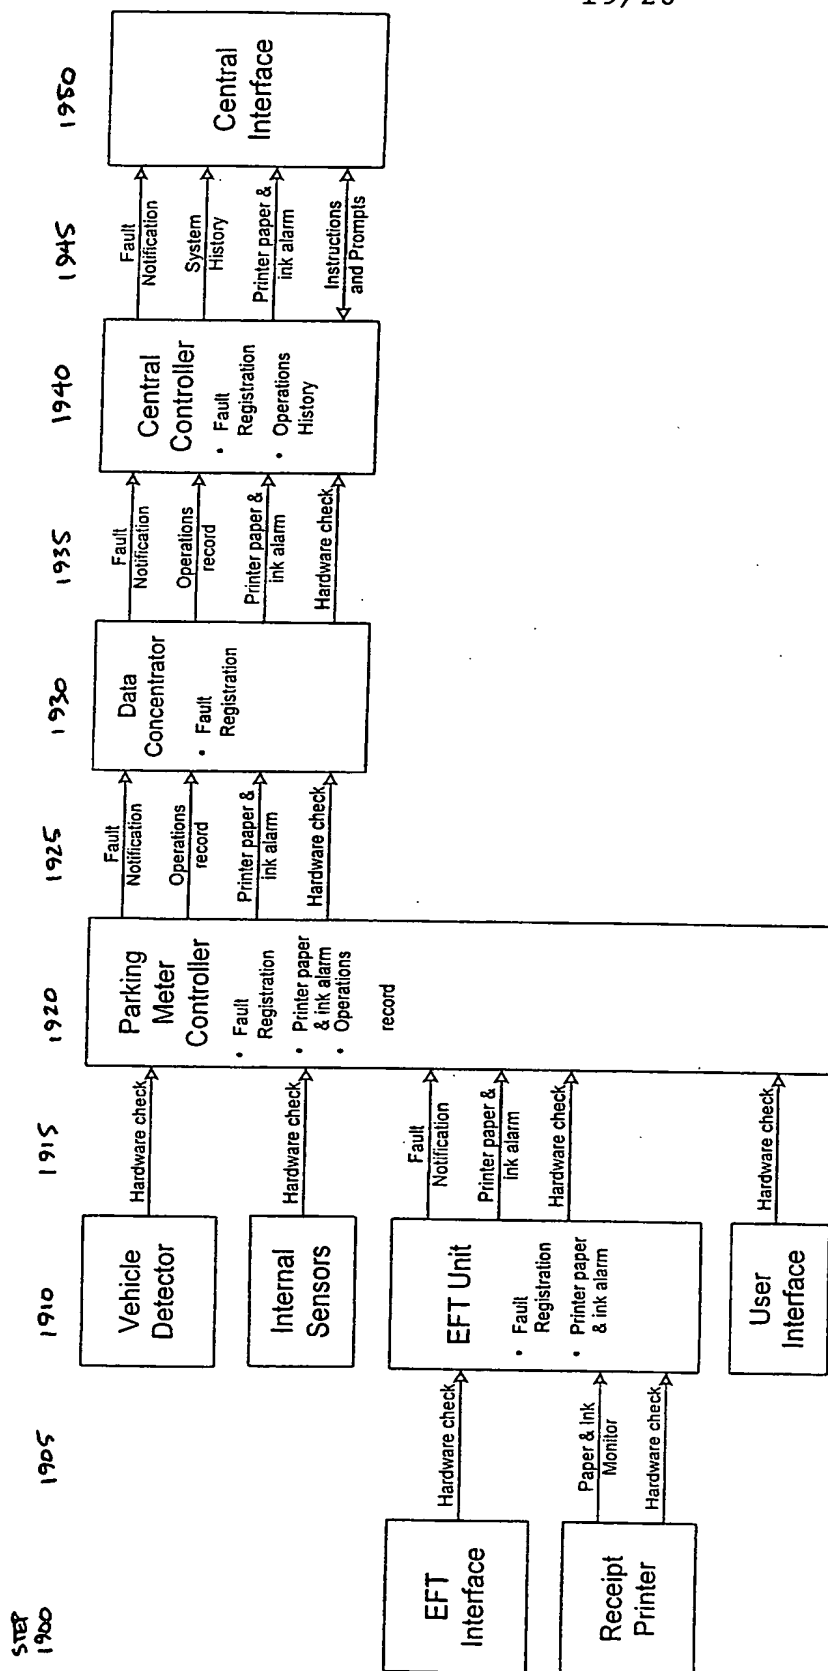 STEP
1900
1905
1910
1915
1920
1925
1930
1935
1940
1945
1950
EFT
Interface
Receipt
Printer
Hardware check
Paper & Ink
Monitor
Hardware check
Vehicle
Detector
Internal
Sensors
EFT Unit
• Fault
Registration
• Printer paper
& ink alarm
User
Interface
Hardware check
Hardware check
Fault
Notification
Printer paper &
ink alarm
Hardware check
Hardware check
Parking
Meter
Controller
• Fault
Registration
• Printer paper
& ink alarm
• Operations
record
Fault
Notification
Operations
record
Printer paper &
ink alarm
Hardware check
Data
Concentrator
• Fault
Registration
Fault
Notification
Operations
record
Printer paper &
ink alarm
Hardware check
Central
Controller
• Fault
Registration
• Operations
History
Fault
Notification
System
History
Printer paper &
ink alarm
Instructions
and Prompts
Central
Interface